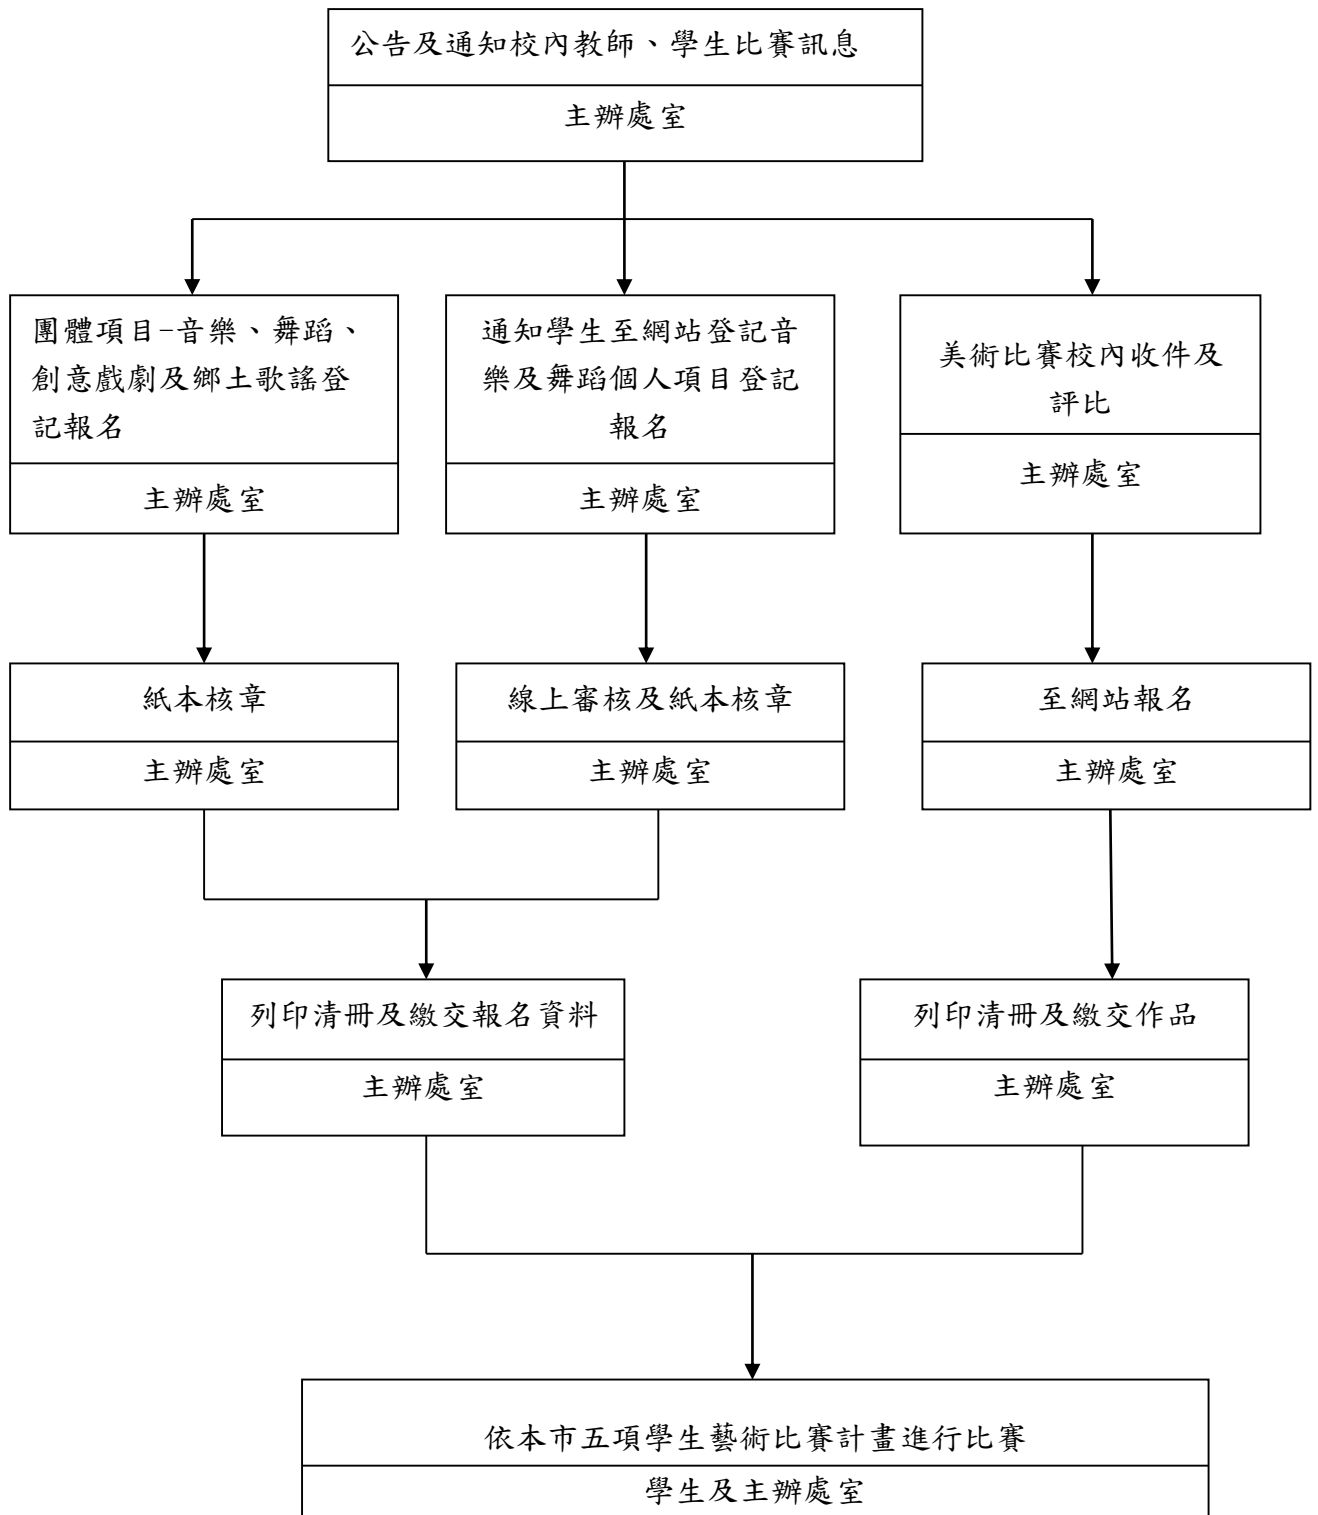 公告及通知校內教師、學生比賽訊息
主辦處室
團體項目-音樂、舞蹈、
創意戲劇及鄉土歌謠登
記報名
主辦處室
通知學生至網站登記音
樂及舞蹈個人項目登記
報名
主辦處室
美術比賽校內收件及
評比
主辦處室
紙本核章
主辦處室
線上審核及紙本核章
主辦處室
至網站報名
主辦處室
列印清冊及繳交報名資料
主辦處室
列印清冊及繳交作品
主辦處室
依本市五項學生藝術比賽計畫進行比賽
學生及主辦處室